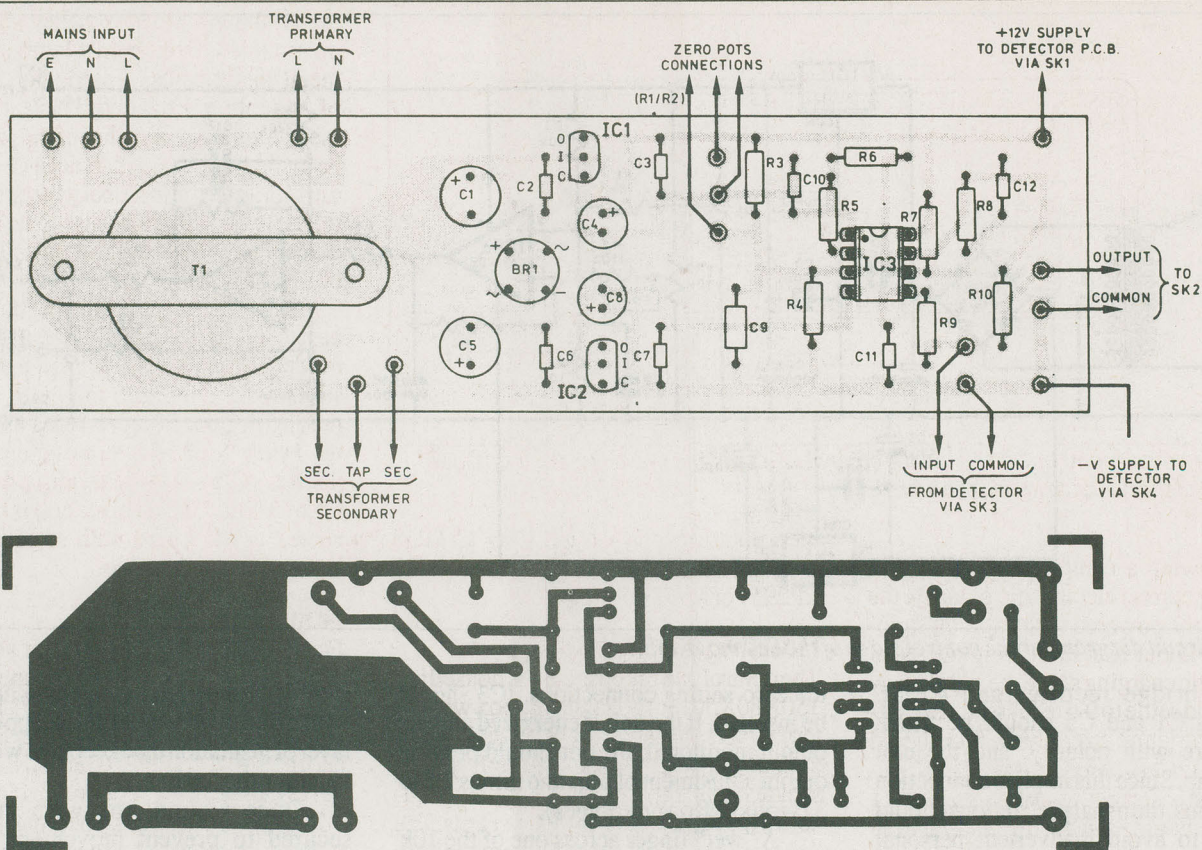 MAINS INPUT
E N L
TRANSFORMER
PRIMARY
L N
ZERO POTS
CONNECTIONS
(R1/R2)
+12V SUPPLY
TO DETECTOR P.C.B.
VIA SK1
T1
C1
+
C2
IC1
O
I
C
C3
C4
+
BR1
+
~
~
−
C8
+
C5
+
C6
IC2
O
I
C
C7
R3
C10
R6
R5
R7
R8
C12
IC3
R4
C9
R9
R10
C11
OUTPUT
COMMON
TO
SK2
SEC. TAP SEC
TRANSFORMER
SECONDARY
INPUT COMMON
FROM DETECTOR
VIA SK3
−V SUPPLY TO
DETECTOR
VIA SK4